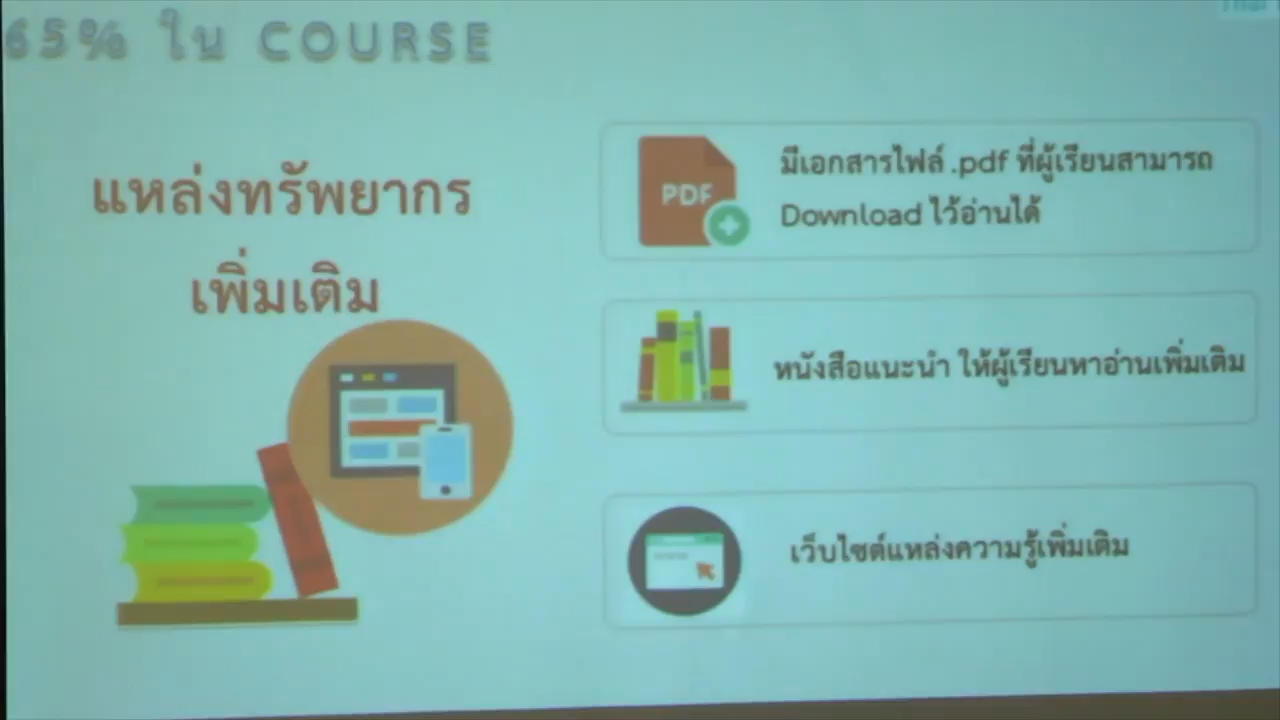 65% ใน COURSE
แหล่งทรัพยากร
เพิ่มเติม
PDF
มีเอกสารไฟล์ .pdf ที่ผู้เรียนสามารถ
Download ไว้อ่านได้
หนังสือแนะนำ ให้ผู้เรียนหาอ่านเพิ่มเติม
เว็บไซต์แหล่งความรู้เพิ่มเติม